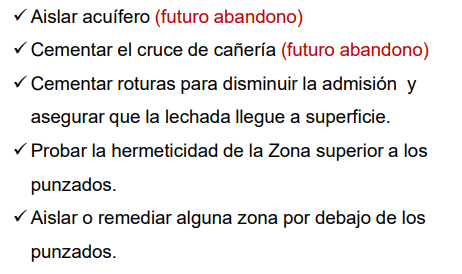 ✓ Aislar acuífero (futuro abandono)
✓ Cementar el cruce de cañería (futuro abandono)
✓ Cementar roturas para disminuir la admisión y
asegurar que la lechada llegue a superficie.
✓ Probar la hermeticidad de la Zona superior a los
punzados.
✓ Aislar o remediar alguna zona por debajo de los
punzados.